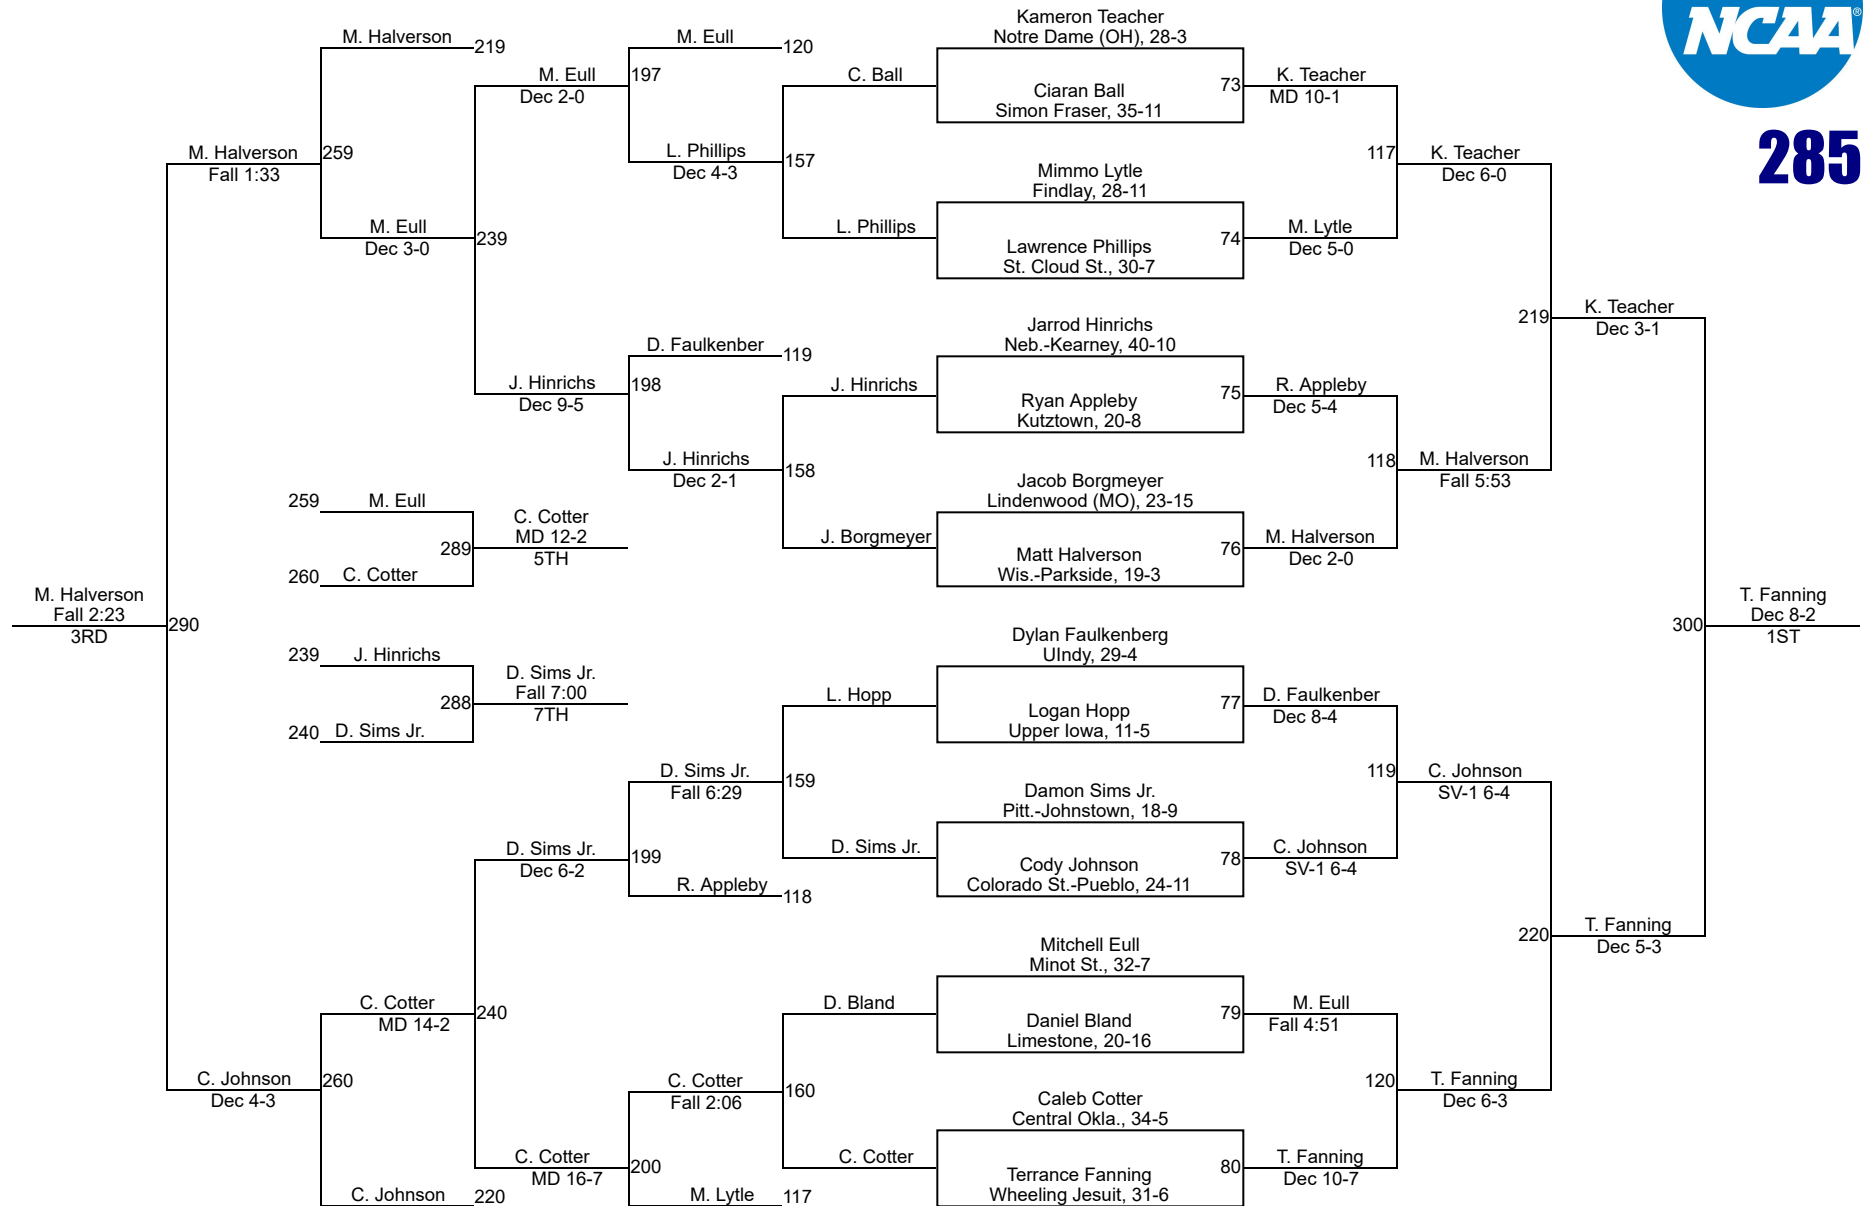 NCAA®
285
Kameron Teacher
M. Halverson 219 M. Eull 120 Notre Dame (OH), 28-3
M. Eull 197 C. Ball 73 K. Teacher
Dec 2-0 Ciaran Ball MD 10-1
Simon Fraser, 35-11
M. Halverson 259 L. Phillips 157 117 K. Teacher
Fall 1:33 Dec 4-3 Mimmo Lytle Dec 6-0
Findlay, 28-11
M. Eull 239 L. Phillips 74 M. Lytle
Dec 3-0 Lawrence Phillips Dec 5-0
St. Cloud St., 30-7
219 K. Teacher
Jarrod Hinrichs Dec 3-1
D. Faulkenber 119 Neb.-Kearney, 40-10
J. Hinrichs 198 J. Hinrichs 75 R. Appleby
Dec 9-5 Ryan Appleby Dec 5-4
Kutztown, 20-8
J. Hinrichs 158 118 M. Halverson
Dec 2-1 Jacob Borgmeyer Fall 5:53
259 M. Eull Lindenwood (MO), 23-15
C. Cotter
MD 12-2 J. Borgmeyer 76 M. Halverson
289 5TH Matt Halverson Dec 2-0
260 C. Cotter Wis.-Parkside, 19-3
M. Halverson T. Fanning
Fall 2:23 290 300 Dec 8-2
3RD Dylan Faulkenberg 1ST
239 J. Hinrichs UIndy, 29-4
D. Sims Jr.
288 Fall 7:00 L. Hopp 77 D. Faulkenber
7TH Logan Hopp Dec 8-4
240 D. Sims Jr. Upper Iowa, 11-5
D. Sims Jr. 159 119 C. Johnson
Fall 6:29 Damon Sims Jr. SV-1 6-4
Pitt.-Johnstown, 18-9
D. Sims Jr. 199 D. Sims Jr. 78 C. Johnson
Dec 6-2 Cody Johnson SV-1 6-4
R. Appleby 118 Colorado St.-Pueblo, 24-11
220 T. Fanning
Mitchell Eull Dec 5-3
Minot St., 32-7
C. Cotter 240 D. Bland 79 M. Eull
MD 14-2 Daniel Bland Fall 4:51
Limestone, 20-16
C. Johnson 260 C. Cotter 160 120 T. Fanning
Dec 4-3 Fall 2:06 Caleb Cotter Dec 6-3
Central Okla., 34-5
C. Cotter 200 C. Cotter 80 T. Fanning
MD 16-7 Terrance Fanning Dec 10-7
C. Johnson 220 M. Lytle 117 Wheeling Jesuit, 31-6